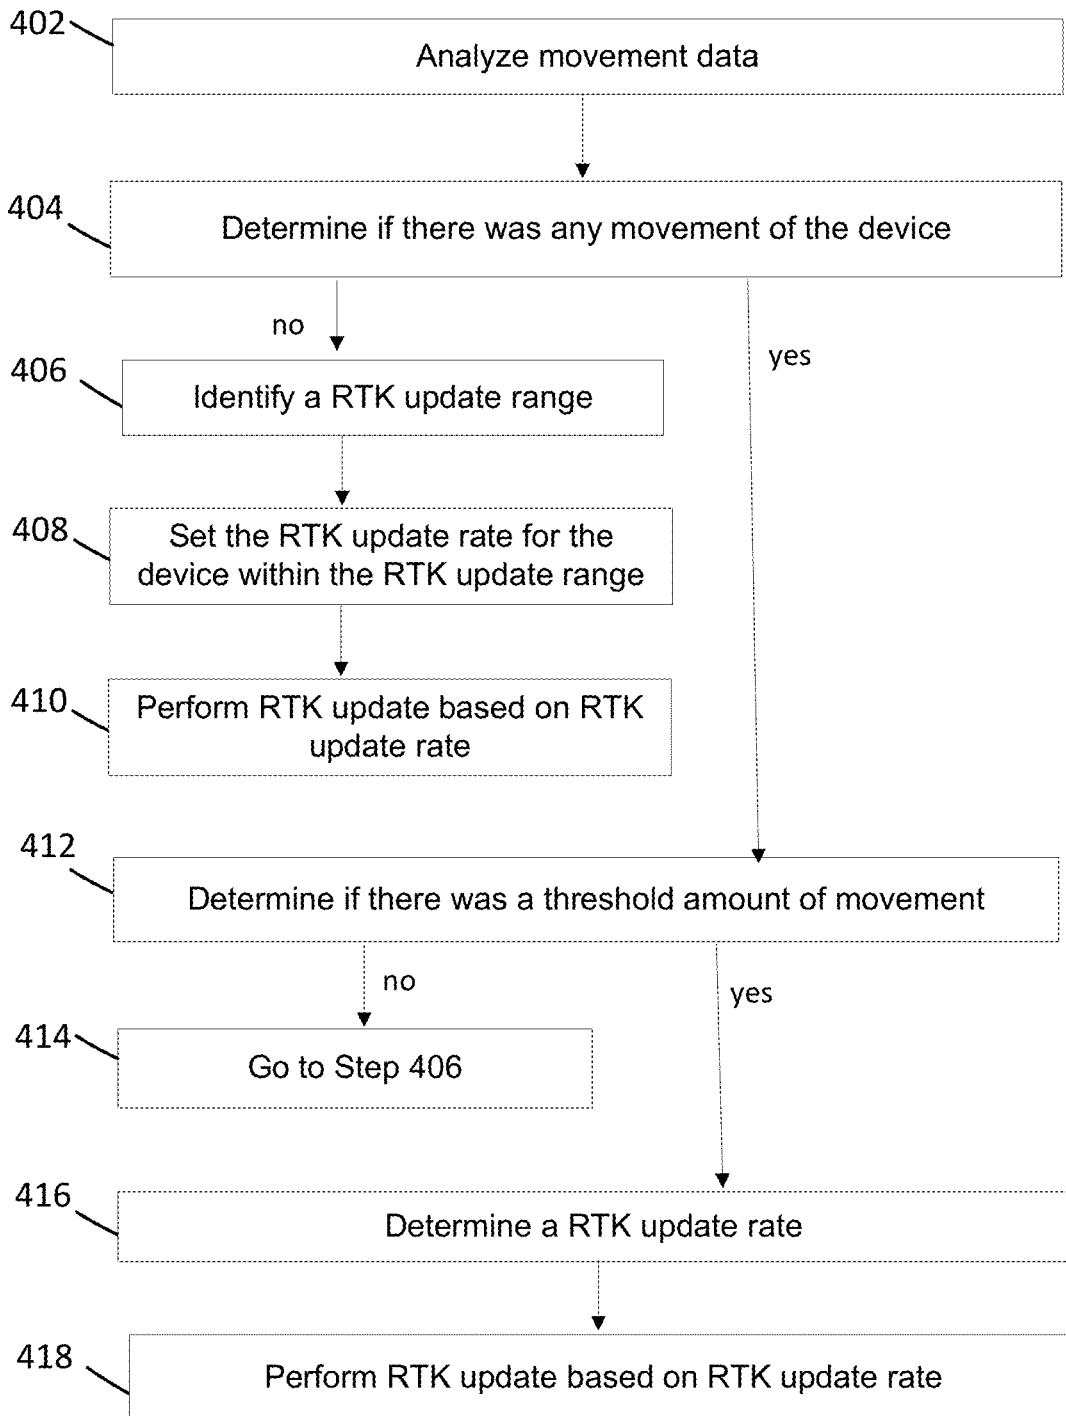 402
Analyze movement data
404
Determine if there was any movement of the device
no
yes
406
Identify a RTK update range
408
Set the RTK update rate for the
device within the RTK update range
410
Perform RTK update based on RTK
update rate
412
Determine if there was a threshold amount of movement
no
yes
414
Go to Step 406
416
Determine a RTK update rate
418
Perform RTK update based on RTK update rate